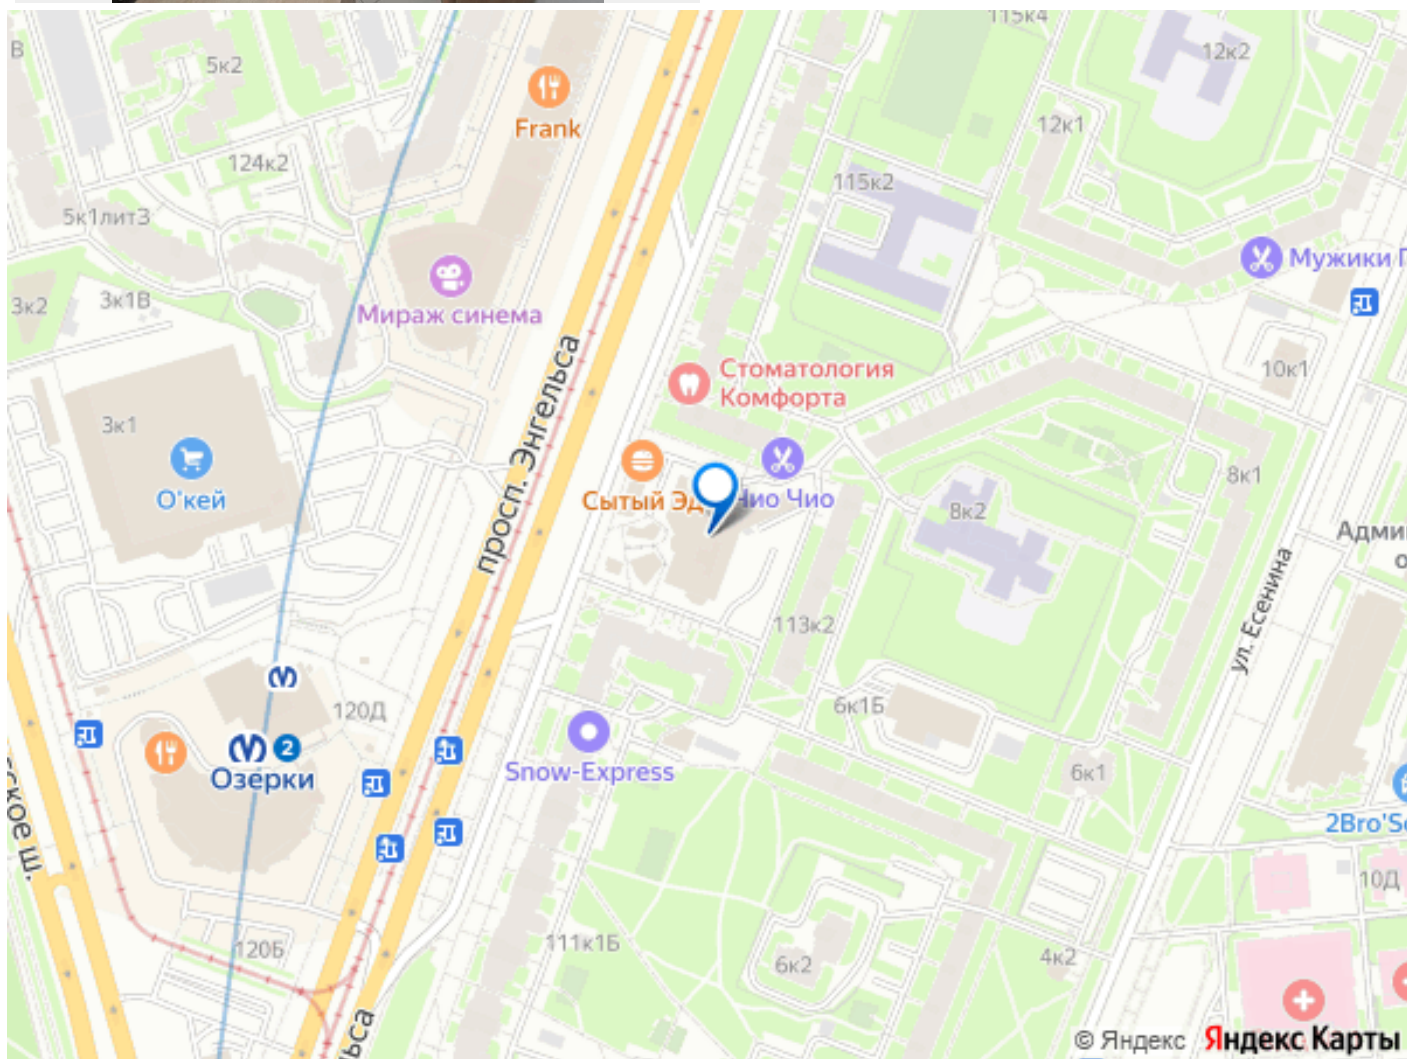 В
5к2
115к4
12к2
Frank
12к1
124к2
115к2
5к1лит3
Мужики
3к2
3к1В
Мираж синема
просп. Энгельса
Стоматология
Комфорта
10к1
3к1
О'кей
Сытый
Чио Чио
8к1
8к2
ул. Есенина
113к2
120Д
6к1Б
2
Озерки
Snow-Express
6к1
ское ш.
2Bro'S
10Д
120Б
111к1Б
6к2
4к2
© Яндекс Яндекс Карты